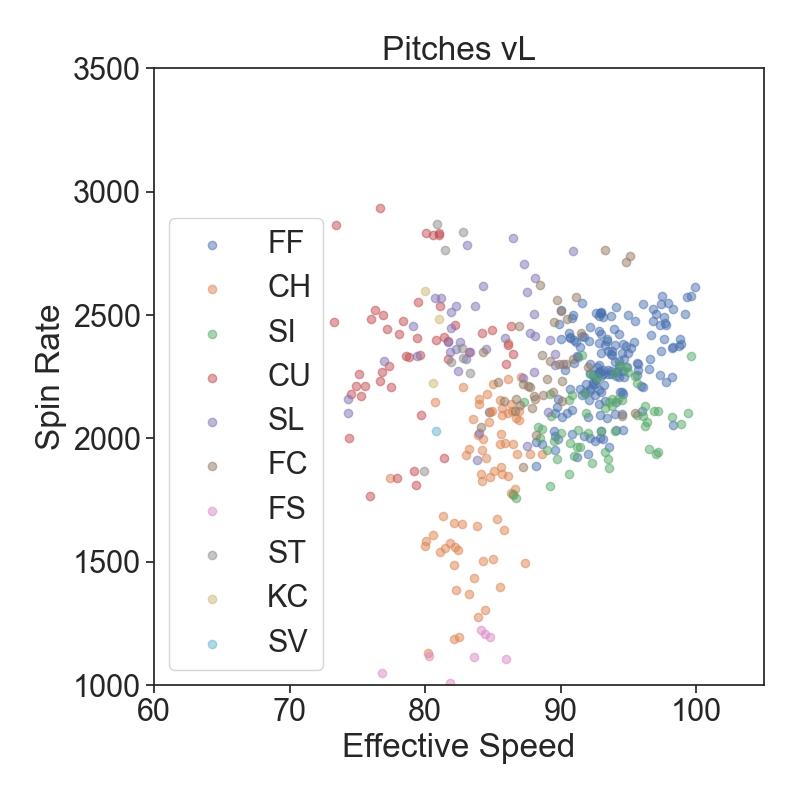 Pitches vL
3500
3000
2500
2000
1500
1000
Spin Rate
FF
CH
SI
CU
SL
FC
FS
ST
KC
SV
60 70 80 90 100
Effective Speed